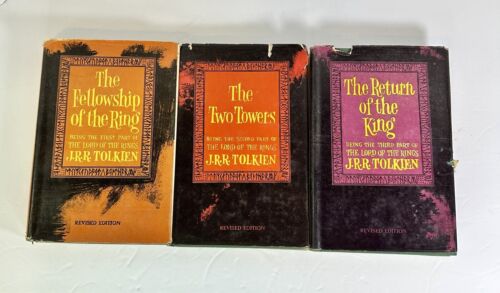 The
Fellowship
of the Ring
BEING THE FIRST PART OF
THE LORD OF THE RINGS
J.R.R. TOLKIEN
REVISED EDITION
The
Two Towers
BEING THE SECOND PART OF
THE LORD OF THE RINGS
J.R.R. TOLKIEN
REVISED EDITION
The Return
of the
King
BEING THE THIRD PART OF
THE LORD OF THE RINGS
J.R.R. TOLKIEN
REVISED EDITION